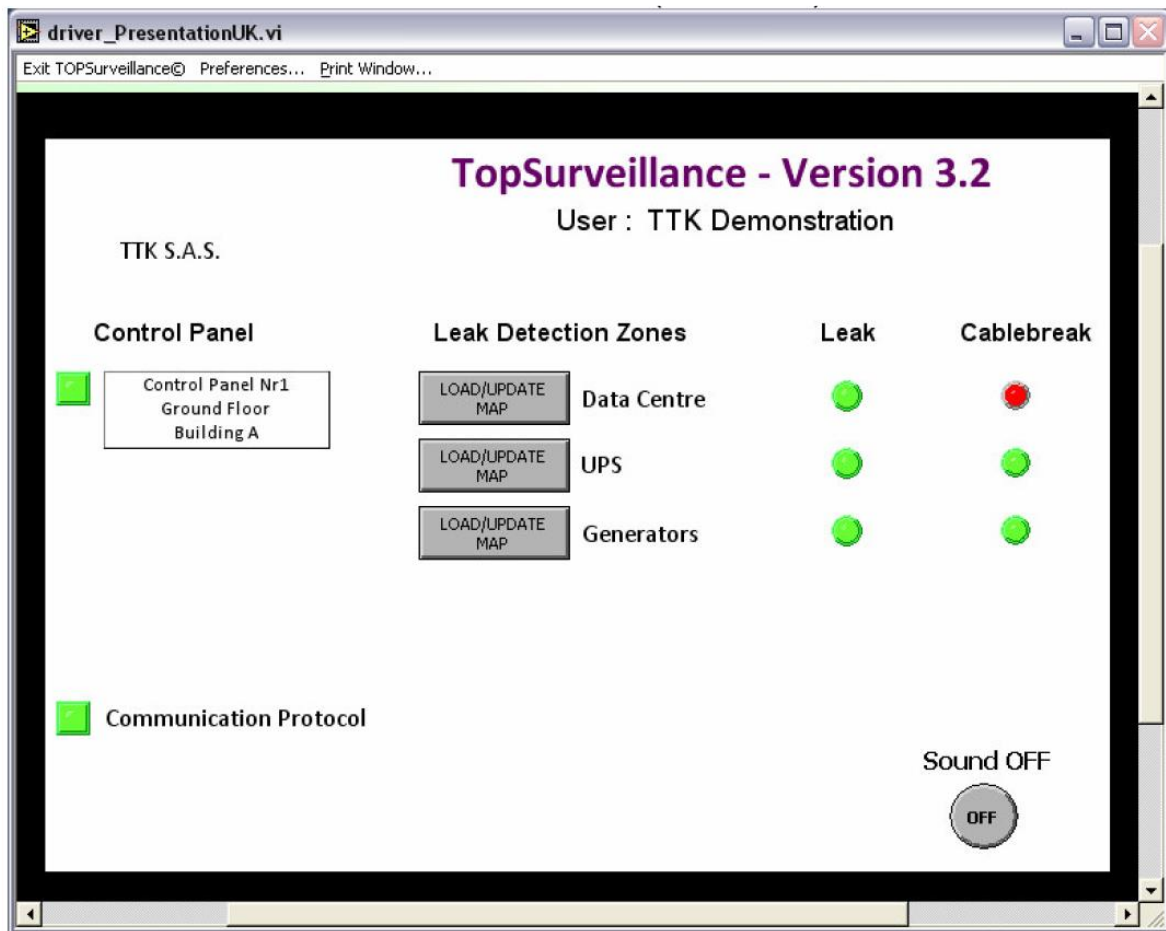 driver_PresentationUK.vi
Exit TOPSurveillance© Preferences... Print Window...
TopSurveillance - Version 3.2
User : TTK Demonstration
TTK S.A.S.
Control Panel Leak Detection Zones Leak Cablebreak
Control Panel Nr1
Ground Floor
Building A
LOAD/UPDATE
MAP
Data Centre
LOAD/UPDATE
MAP
UPS
LOAD/UPDATE
MAP
Generators
Communication Protocol
Sound OFF
OFF